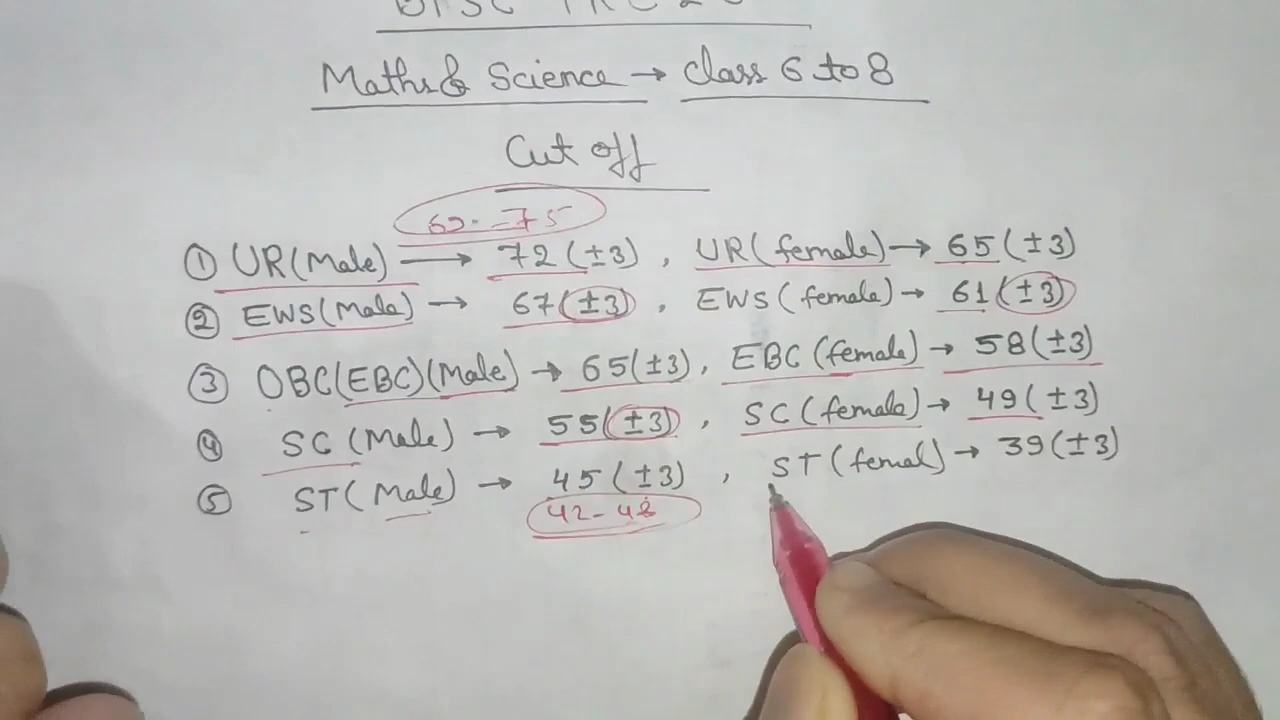 Maths & Science → Class 6 to 8
Cut off
① UR(Male) → 72(±3), UR(female) → 65(±3)
② EWS(Male) → 67(±3), EWS(female) → 61(±3)
③ OBC(EBC)(Male) → 65(±3), EBC(female) → 58(±3)
④ SC(Male) → 55(±3), SC(female) → 49(±3)
⑤ ST(Male) → 45(±3), ST(femal) → 39(±3)
42-48